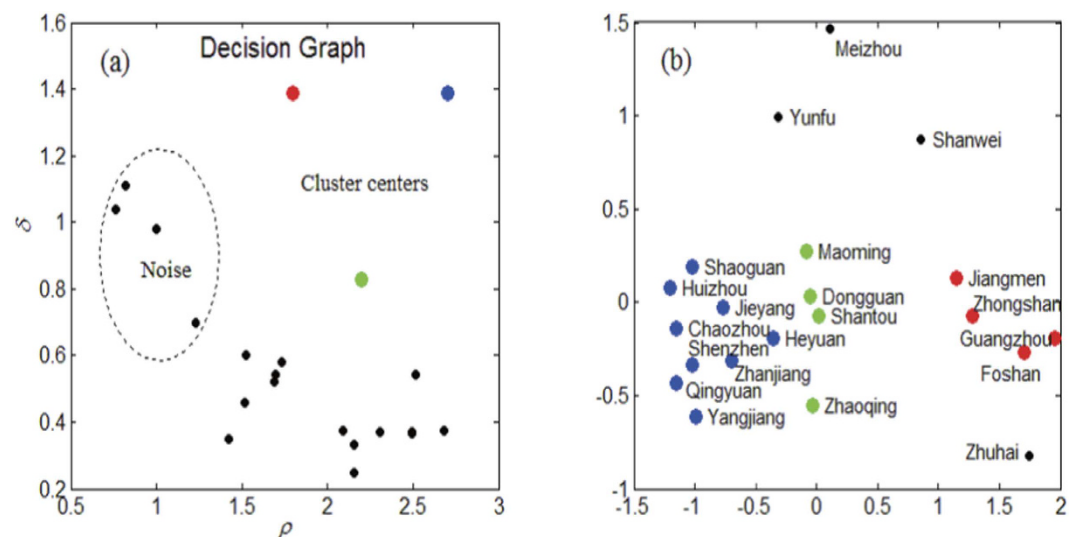 (a)
Decision Graph
1.6
1.4
1.2
1
0.8
0.6
0.4
0.2
δ
Cluster centers
Noise
0.5
1
1.5
2
2.5
3
ρ
(b)
1.5
1
0.5
0
-0.5
-1
Meizhou
Yunfu
Shanwei
Maoming
Shaoguan
Jiangmen
Huizhou
Dongguan
Zhongshan
Jieyang
Shantou
Chaozhou
Heyuan
Guangzhou
Shenzhen
Zhanjiang
Foshan
Qingyuan
Zhaoqing
Yangjiang
Zhuhai
-1.5
-1
-0.5
0
0.5
1
1.5
2